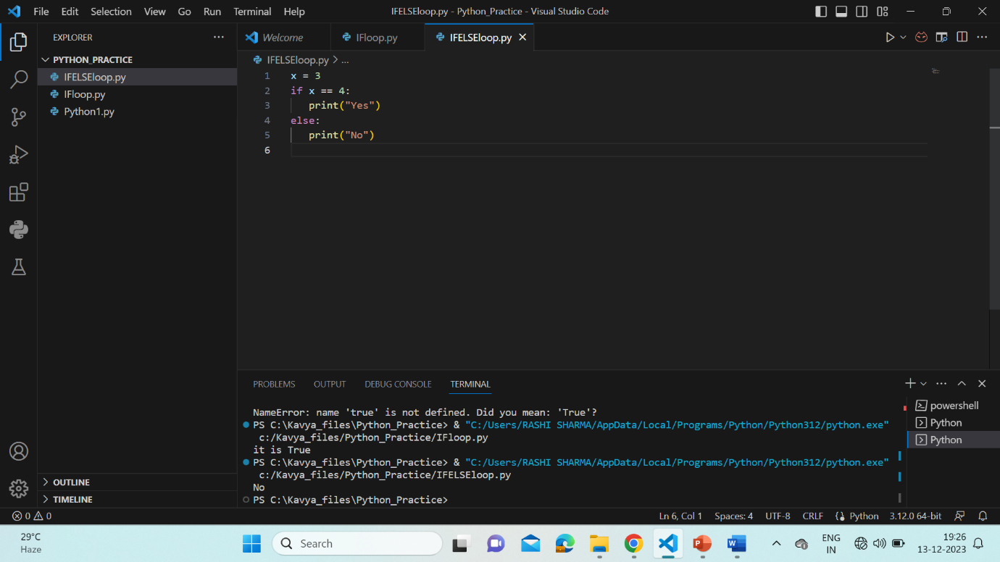 File Edit Selection View Go Run Terminal Help
IFELSEloop.py - Python_Practice - Visual Studio Code
EXPLORER
PYTHON_PRACTICE
IFELSEloop.py
IFloop.py
Python1.py
OUTLINE
TIMELINE
Welcome
IFloop.py
IFELSEloop.py
IFELSEloop.py > ...
1 x = 3
2 if x == 4:
3 print("Yes")
4 else:
5 print("No")
6
PROBLEMS OUTPUT DEBUG CONSOLE TERMINAL
NameError: name 'true' is not defined. Did you mean: 'True'?
PS C:\Kavya_files\Python_Practice> & "C:/Users/RASHI SHARMA/AppData/Local/Programs/Python/Python312/python.exe"
c:/Kavya_files/Python_Practice/IFloop.py
it is True
PS C:\Kavya_files\Python_Practice> & "C:/Users/RASHI SHARMA/AppData/Local/Programs/Python/Python312/python.exe"
c:/Kavya_files/Python_Practice/IFELSEloop.py
No
PS C:\Kavya_files\Python_Practice>
powershell
Python
Python
0 0
Ln 6, Col 1 Spaces: 4 UTF-8 CRLF Python 3.12.0 64-bit
29°C
Haze
Search
ENG
IN
19:26
13-12-2023